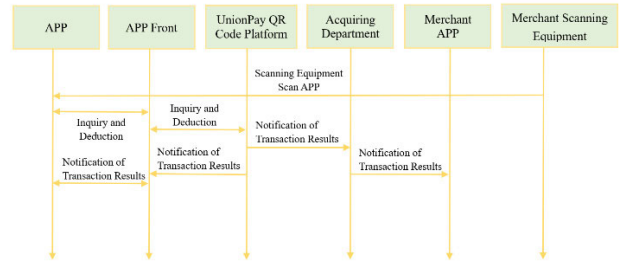 APP
APP Front
UnionPay QR
Code Platform
Acquiring
Department
Merchant
APP
Merchant Scanning
Equipment
Scanning Equipment
Scan APP
Inquiry and
Deduction
Inquiry and
Deduction
Notification of
Transaction Results
Notification of
Transaction Results
Notification of
Transaction Results
Notification of
Transaction Results